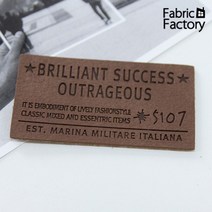 Fabric
Factory
★BRILLIANT SUCCESS
OUTRAGEOUS
IT IS EMBODIMENT OF LIVELY FASHIONSTYLE
CLASSIC, MIXED AND ESSENTRIC ITEMS
★5107
EST. MARINA MILITARE ITALIANA